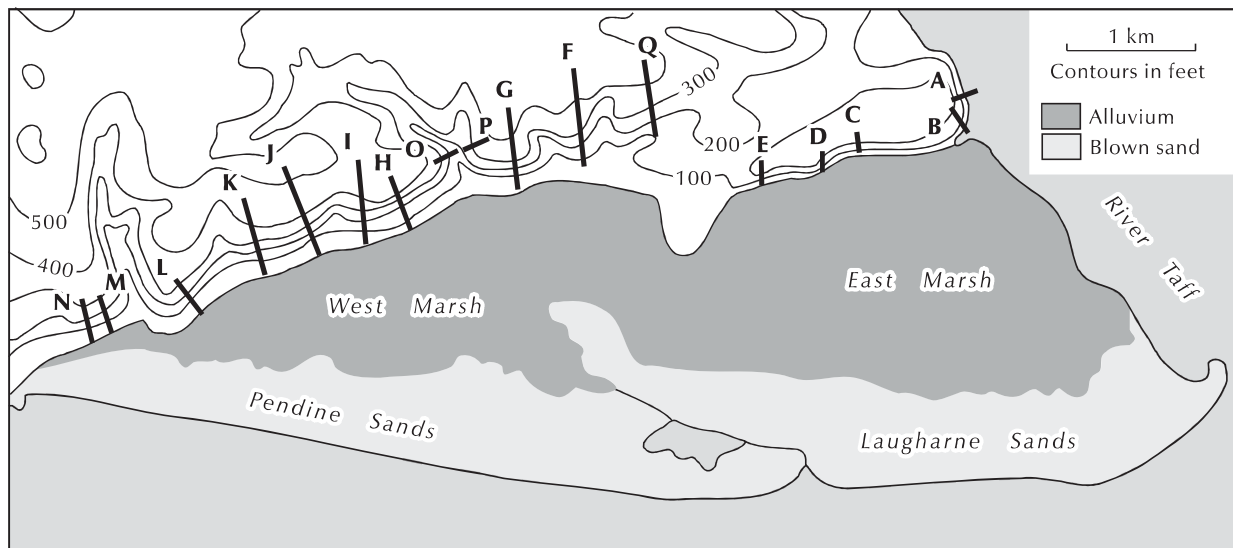 1 km
Contours in feet
Alluvium
Blown sand
A
B
C
D
E
Q
F
G
P
O
H
I
J
K
L
M
N
300
200
100
500
400
River Taff
West Marsh
East Marsh
Pendine Sands
Laugharne Sands